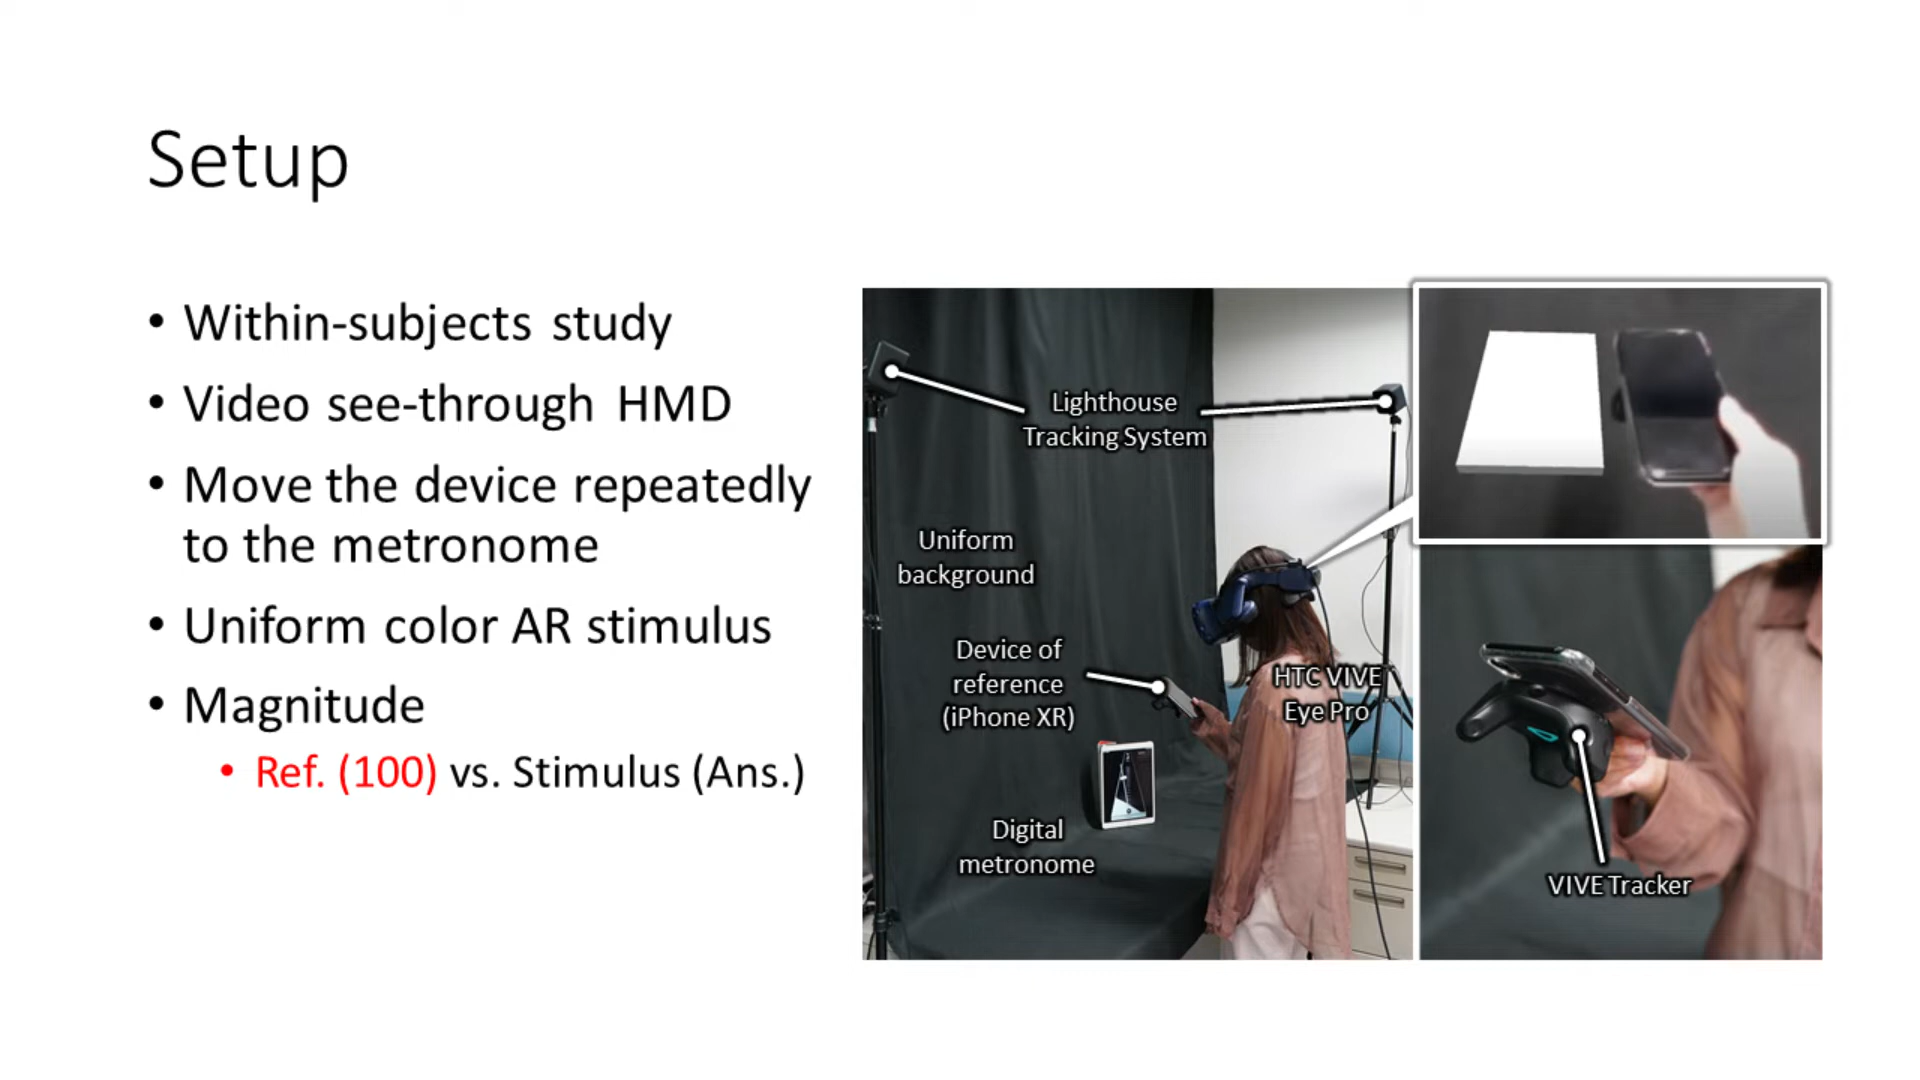 Setup
• Within-subjects study
• Video see-through HMD
• Move the device repeatedly
to the metronome
• Uniform color AR stimulus
• Magnitude
• Ref. (100) vs. Stimulus (Ans.)
Lighthouse
Tracking System
Uniform
background
Device of
reference
(iPhone XR)
HTC VIVE
Eye Pro
Digital
metronome
VIVE Tracker